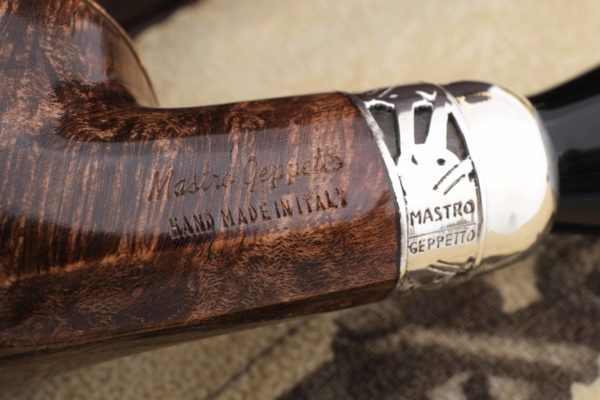 Mastro Geppetto
HAND MADE IN ITALY
MASTRO
GEPPETTO